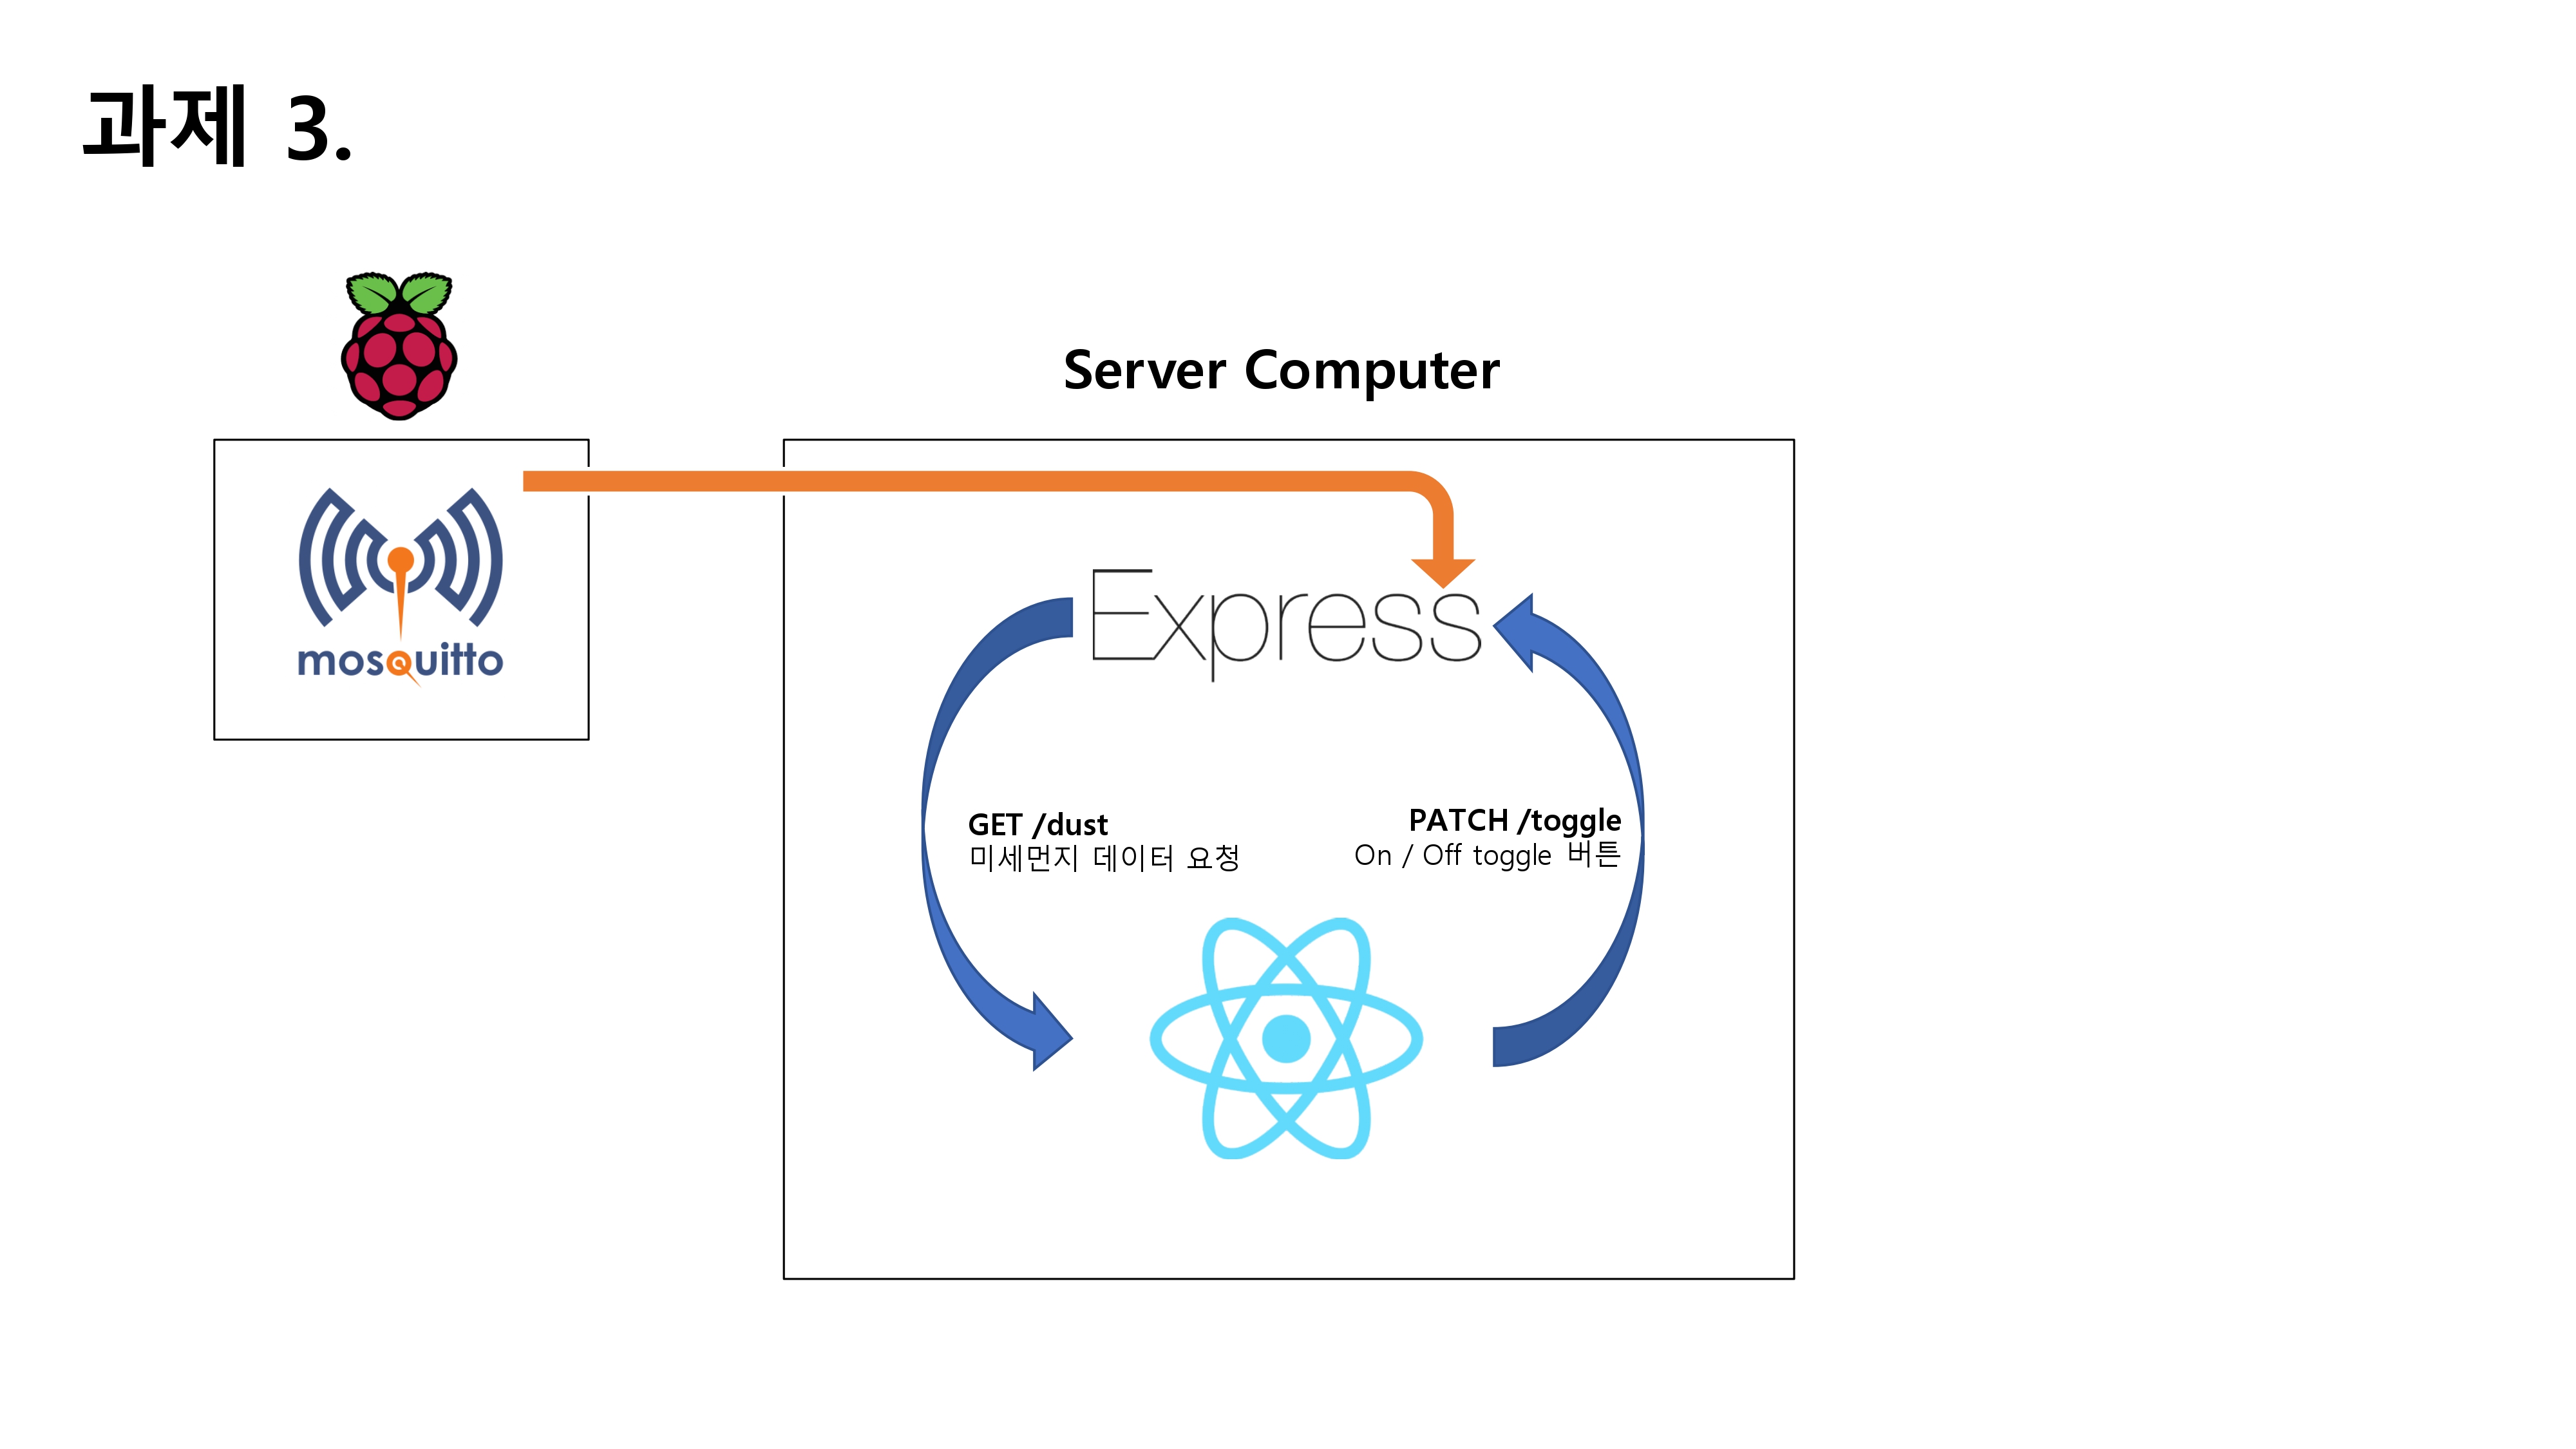 과제 3.
Server Computer
mosquitto
Express
GET /dust
미세먼지 데이터 요청
PATCH /toggle
On / Off toggle 버튼